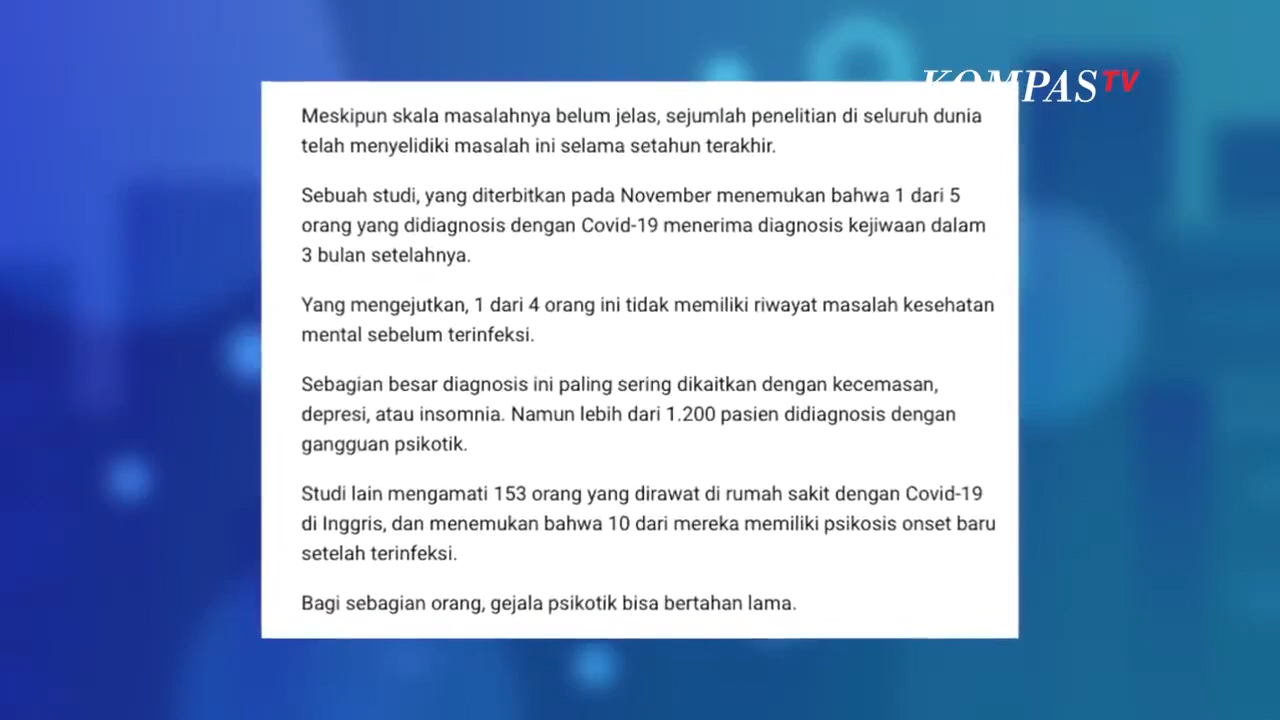 KOMPAS TV
Meskipun skala masalahnya belum jelas, sejumlah penelitian di seluruh dunia
telah menyelidiki masalah ini selama setahun terakhir.
Sebuah studi, yang diterbitkan pada November menemukan bahwa 1 dari 5
orang yang didiagnosis dengan Covid-19 menerima diagnosis kejiwaan dalam
3 bulan setelahnya.
Yang mengejutkan, 1 dari 4 orang ini tidak memiliki riwayat masalah kesehatan
mental sebelum terinfeksi.
Sebagian besar diagnosis ini paling sering dikaitkan dengan kecemasan,
depresi, atau insomnia. Namun lebih dari 1.200 pasien didiagnosis dengan
gangguan psikotik.
Studi lain mengamati 153 orang yang dirawat di rumah sakit dengan Covid-19
di Inggris, dan menemukan bahwa 10 dari mereka memiliki psikosis onset baru
setelah terinfeksi.
Bagi sebagian orang, gejala psikotik bisa bertahan lama.